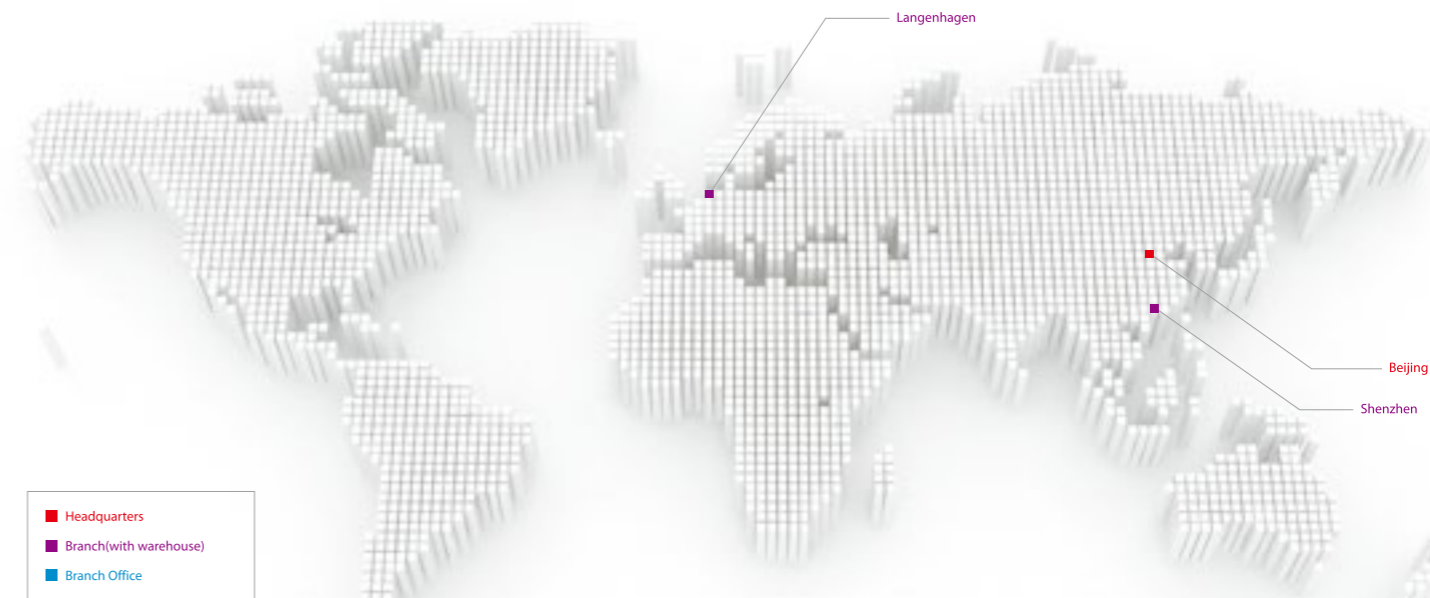 Langenhagen
Beijing
Shenzhen
Headquarters
Branch(with warehouse)
Branch Office